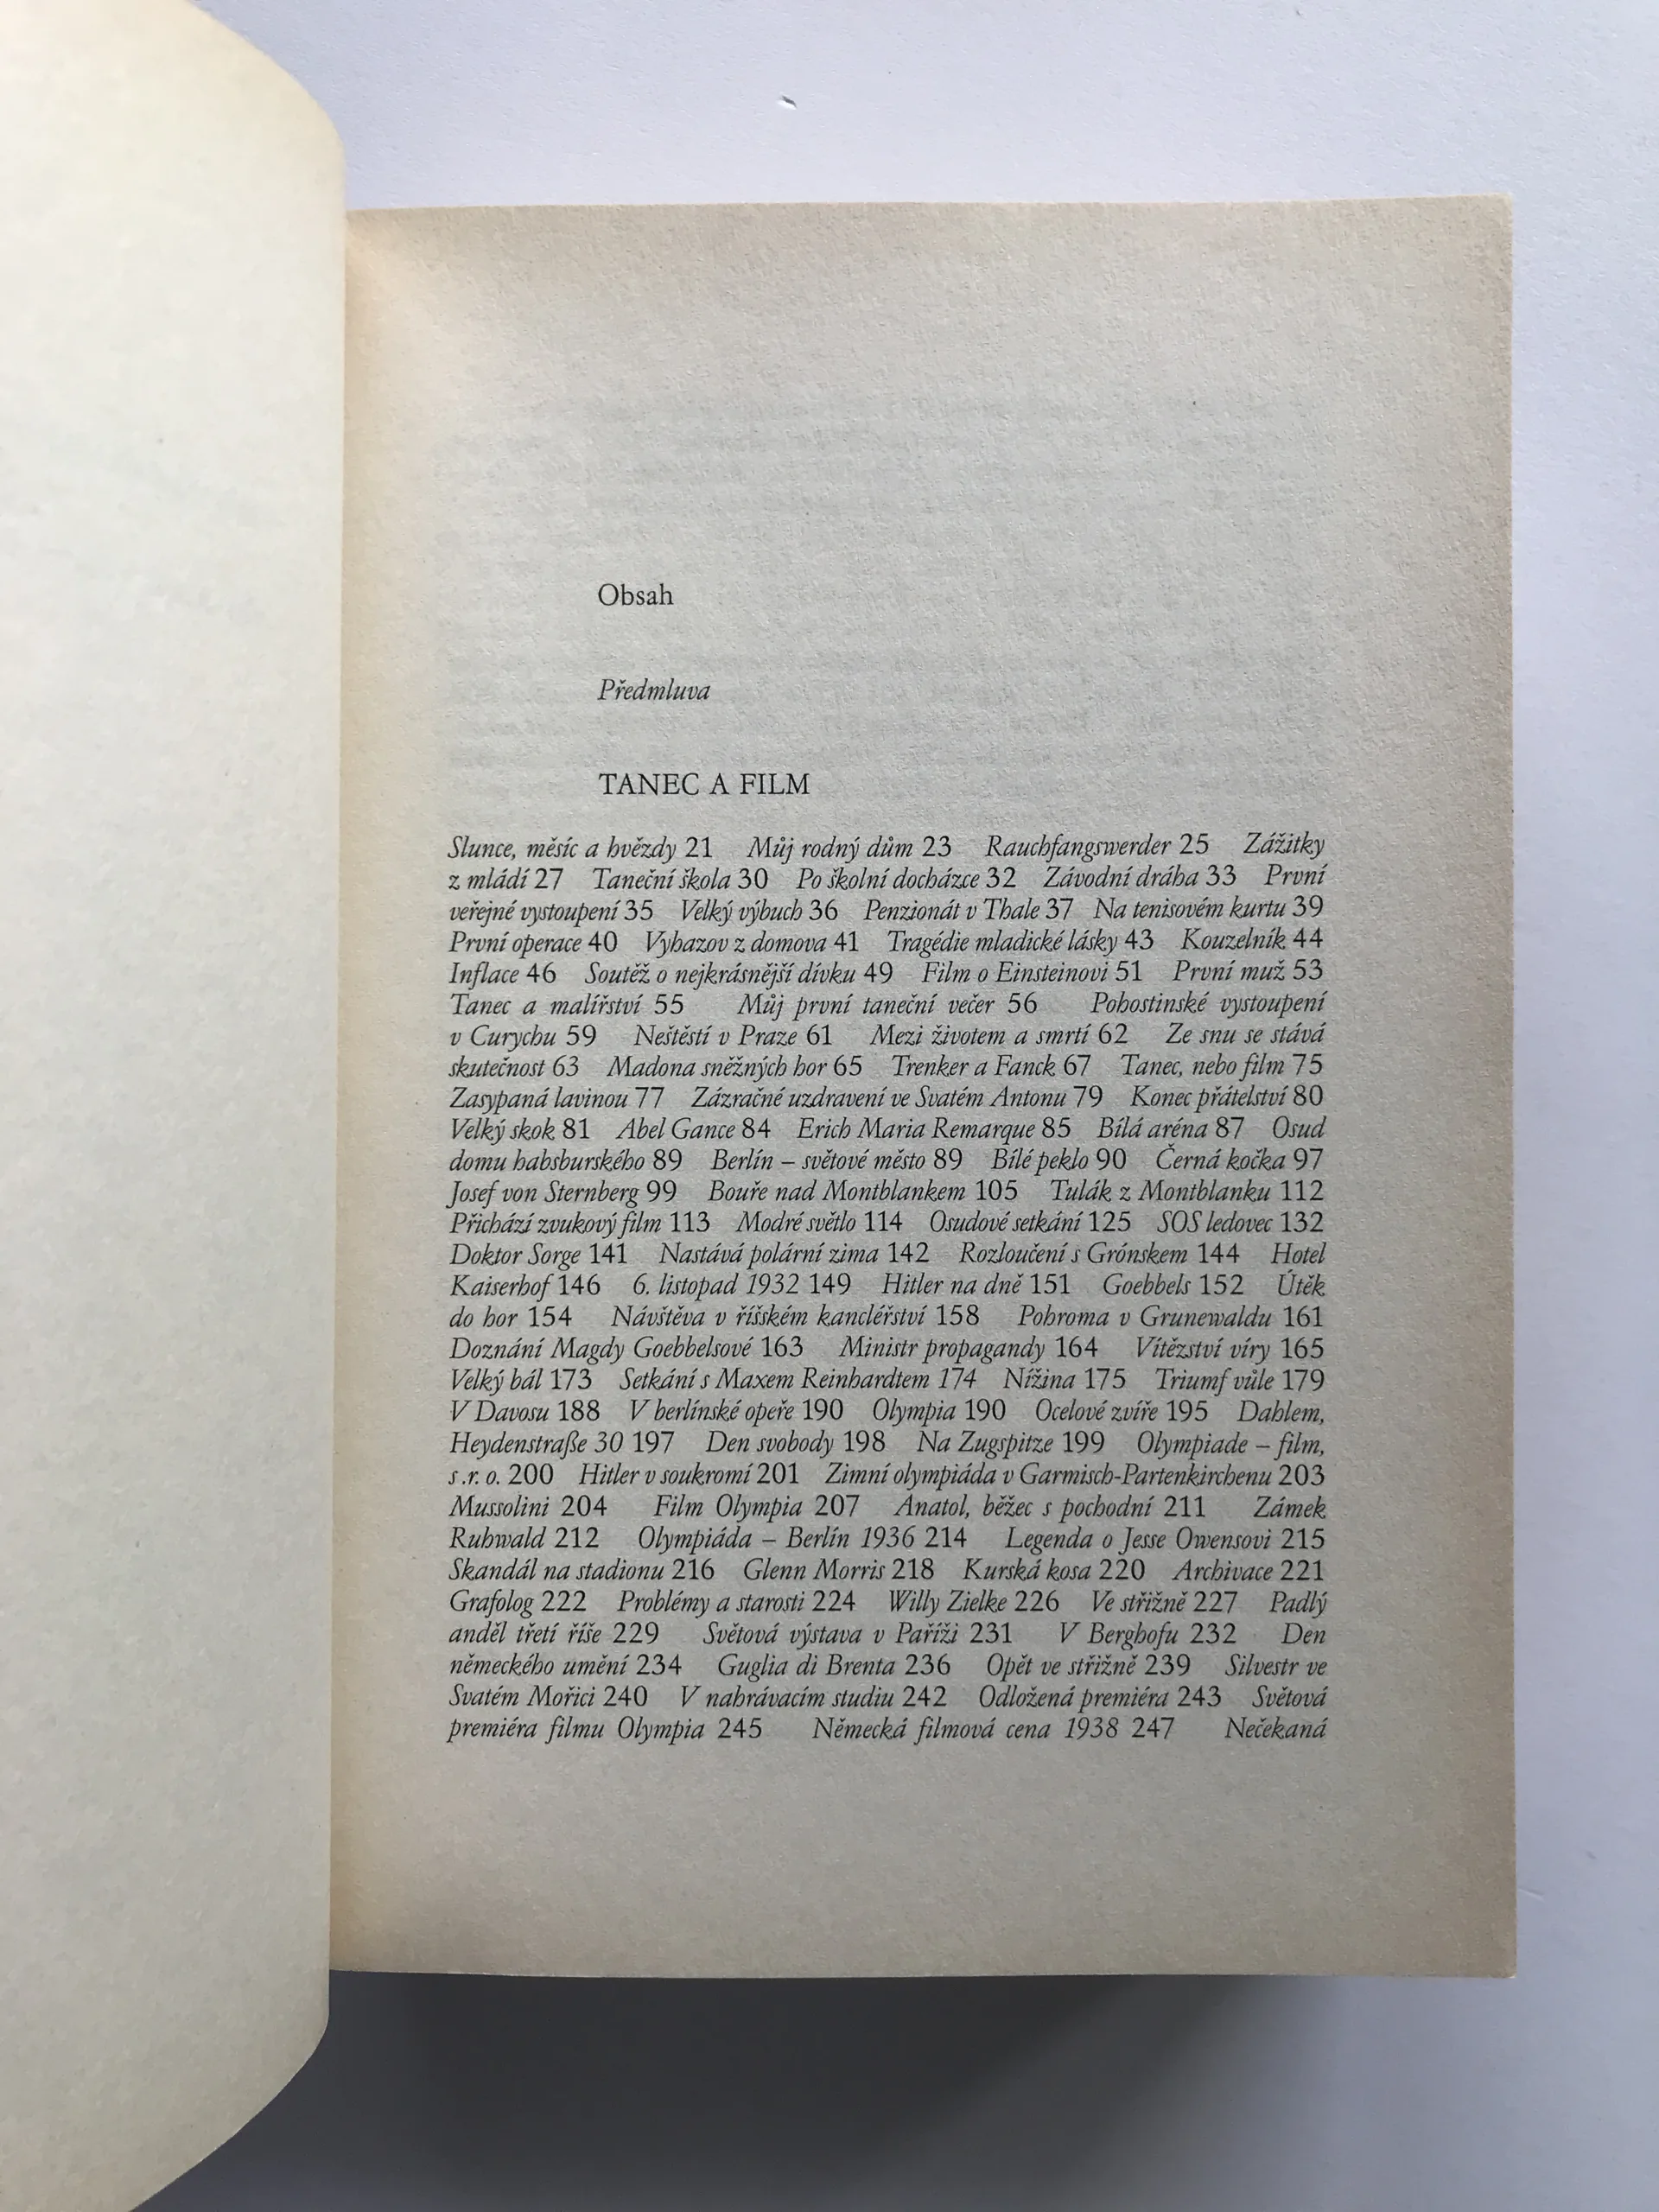 Obsah
Předmluva
TANEC A FILM
Slunce, měsíc a hvězdy 21 Můj rodný dům 23 Rauchfangswerder 25 Zážitky
z mládí 27 Taneční škola 30 Po školní docházce 32 Závodní dráha 33 První
veřejné vystoupení 35 Velký výbuch 36 Penzionát v Thale 37 Na tenisovém kurtu 39
První operace 40 Vyhazov z domova 41 Tragédie mladické lásky 43 Kouzelník 44
Inflace 46 Soutěž o nejkrásnější dívku 49 Film o Einsteinovi 51 První muž 53
Tanec a malířství 55 Můj první taneční večer 56 Pohostinské vystoupení
v Curychu 59 Neštěstí v Praze 61 Mezi životem a smrtí 62 Ze snu se stává
skutečnost 63 Madona sněžných hor 65 Trenker a Fanck 67 Tanec, nebo film 75
Zasypaná lavinou 77 Zázračné uzdravení ve Svatém Antonu 79 Konec přátelství 80
Velký skok 81 Abel Gance 84 Erich Maria Remarque 85 Bílá aréna 87 Osud
domu habsburského 89 Berlín – světové město 89 Bílé peklo 90 Černá kočka 97
Josef von Sternberg 99 Bouře nad Montblankem 105 Tulák z Montblanku 112
Přichází zvukový film 113 Modré světlo 114 Osudové setkání 125 SOS ledovec 132
Doktor Sorge 141 Nastává polární zima 142 Rozloučení s Grónskem 144 Hotel
Kaiserhof 146 6. listopad 1932 149 Hitler na dně 151 Goebbels 152 Útěk
do hor 154 Návštěva v říšském kancléřství 158 Pohroma v Grunewaldu 161
Doznání Magdy Goebbelsové 163 Ministr propagandy 164 Vítězství víry 165
Velký bál 173 Setkání s Maxem Reinhardtem 174 Nížina 175 Triumf vůle 179
V Davosu 188 V berlínské opeře 190 Olympia 190 Ocelové zvíře 195 Dahlem,
Heydenstraße 30 197 Den svobody 198 Na Zugspitze 199 Olympiade – film,
s.r. o. 200 Hitler v soukromí 201 Zimní olympiáda v Garmisch-Partenkirchenu 203
Mussolini 204 Film Olympia 207 Anatol, běžec s pochodní 211 Zámek
Ruhwald 212 Olympiáda – Berlín 1936 214 Legenda o Jesse Owensovi 215
Skandál na stadionu 216 Glenn Morris 218 Kurská kosa 220 Archivace 221
Grafolog 222 Problémy a starosti 224 Willy Zielke 226 Ve střižně 227 Padlý
anděl třetí říše 229 Světová výstava v Paříži 231 V Berghofu 232 Den
německého umění 234 Guglia di Brenta 236 Opět ve střižně 239 Silvestr ve
Svatém Mořici 240 V nahrávacím studiu 242 Odložená premiéra 243 Světová
premiéra filmu Olympia 245 Německá filmová cena 1938 247 Nečekaná